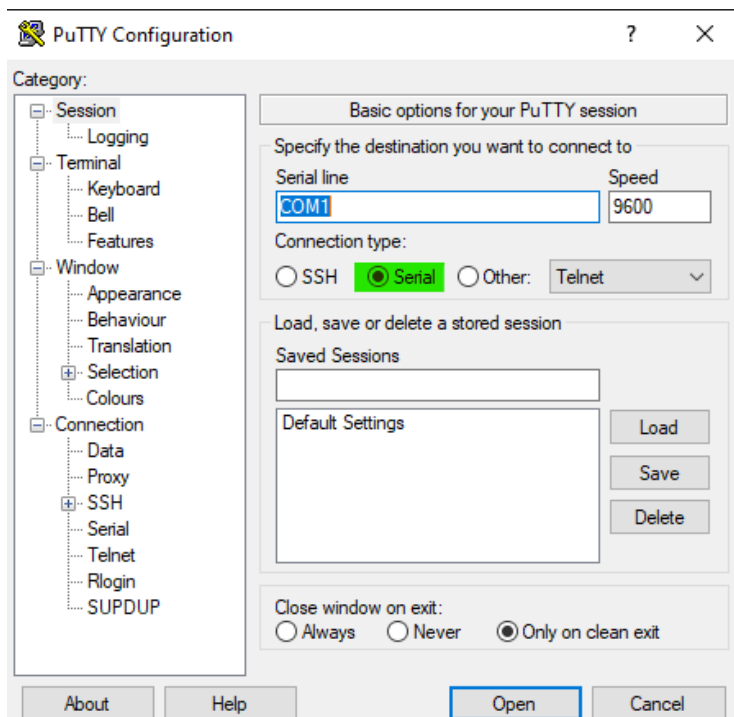 PuTTY Configuration
?
Category:
Session
Logging
Terminal
Keyboard
Bell
Features
Window
Appearance
Behaviour
Translation
Selection
Colours
Connection
Data
Proxy
SSH
Serial
Telnet
Rlogin
SUPDUP
Basic options for your PuTTY session
Specify the destination you want to connect to
Serial line Speed
COM1 9600
Connection type:
SSH Serial Other: Telnet
Load, save or delete a stored session
Saved Sessions
Default Settings
Load
Save
Delete
Close window on exit:
Always Never Only on clean exit
About Help Open Cancel